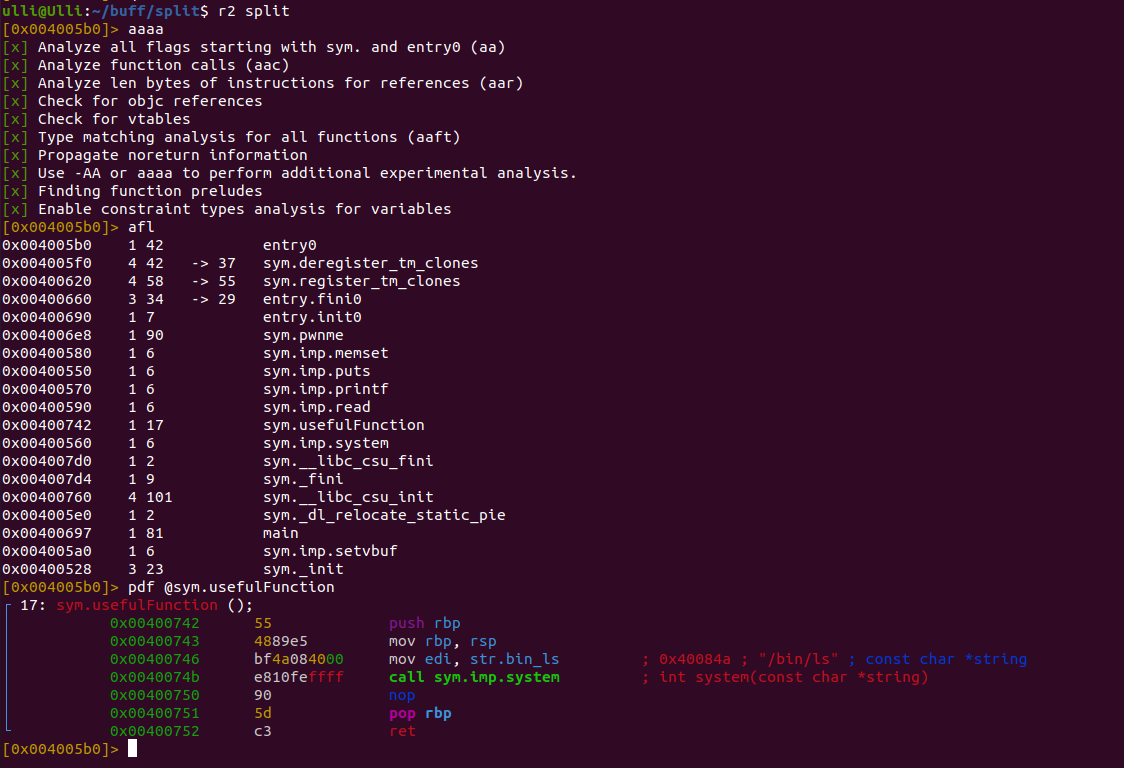 ulli@Ulli:~/buff/split$ r2 split
[0x004005b0]> aaaa
[x] Analyze all flags starting with sym. and entry0 (aa)
[x] Analyze function calls (aac)
[x] Analyze len bytes of instructions for references (aar)
[x] Check for objc references
[x] Check for vtables
[x] Type matching analysis for all functions (aaft)
[x] Propagate noreturn information
[x] Use -AA or aaaa to perform additional experimental analysis.
[x] Finding function preludes
[x] Enable constraint types analysis for variables
[0x004005b0]> afl
0x004005b0    1 42           entry0
0x004005f0    4 42   -> 37   sym.deregister_tm_clones
0x00400620    4 58   -> 55   sym.register_tm_clones
0x00400660    3 34   -> 29   entry.fini0
0x00400690    1 7            entry.init0
0x004006e8    1 90           sym.pwnme
0x00400580    1 6            sym.imp.memset
0x00400550    1 6            sym.imp.puts
0x00400570    1 6            sym.imp.printf
0x00400590    1 6            sym.imp.read
0x00400742    1 17           sym.usefulFunction
0x00400560    1 6            sym.imp.system
0x004007d0    1 2            sym.__libc_csu_fini
0x004007d4    1 9            sym._fini
0x00400760    4 101          sym.__libc_csu_init
0x004005e0    1 2            sym._dl_relocate_static_pie
0x00400697    1 81           main
0x004005a0    1 6            sym.imp.setvbuf
0x00400528    3 23           sym._init
[0x004005b0]> pdf @sym.usefulFunction
17: sym.usefulFunction ();
0x00400742      55             push rbp
0x00400743      4889e5         mov rbp, rsp
0x00400746      bf4a084000     mov edi, str.bin_ls         ; 0x40084a ; "/bin/ls" ; const char *string
0x0040074b      e810feffff     call sym.imp.system         ; int system(const char *string)
0x00400750      90             nop
0x00400751      5d             pop rbp
0x00400752      c3             ret
[0x004005b0]>